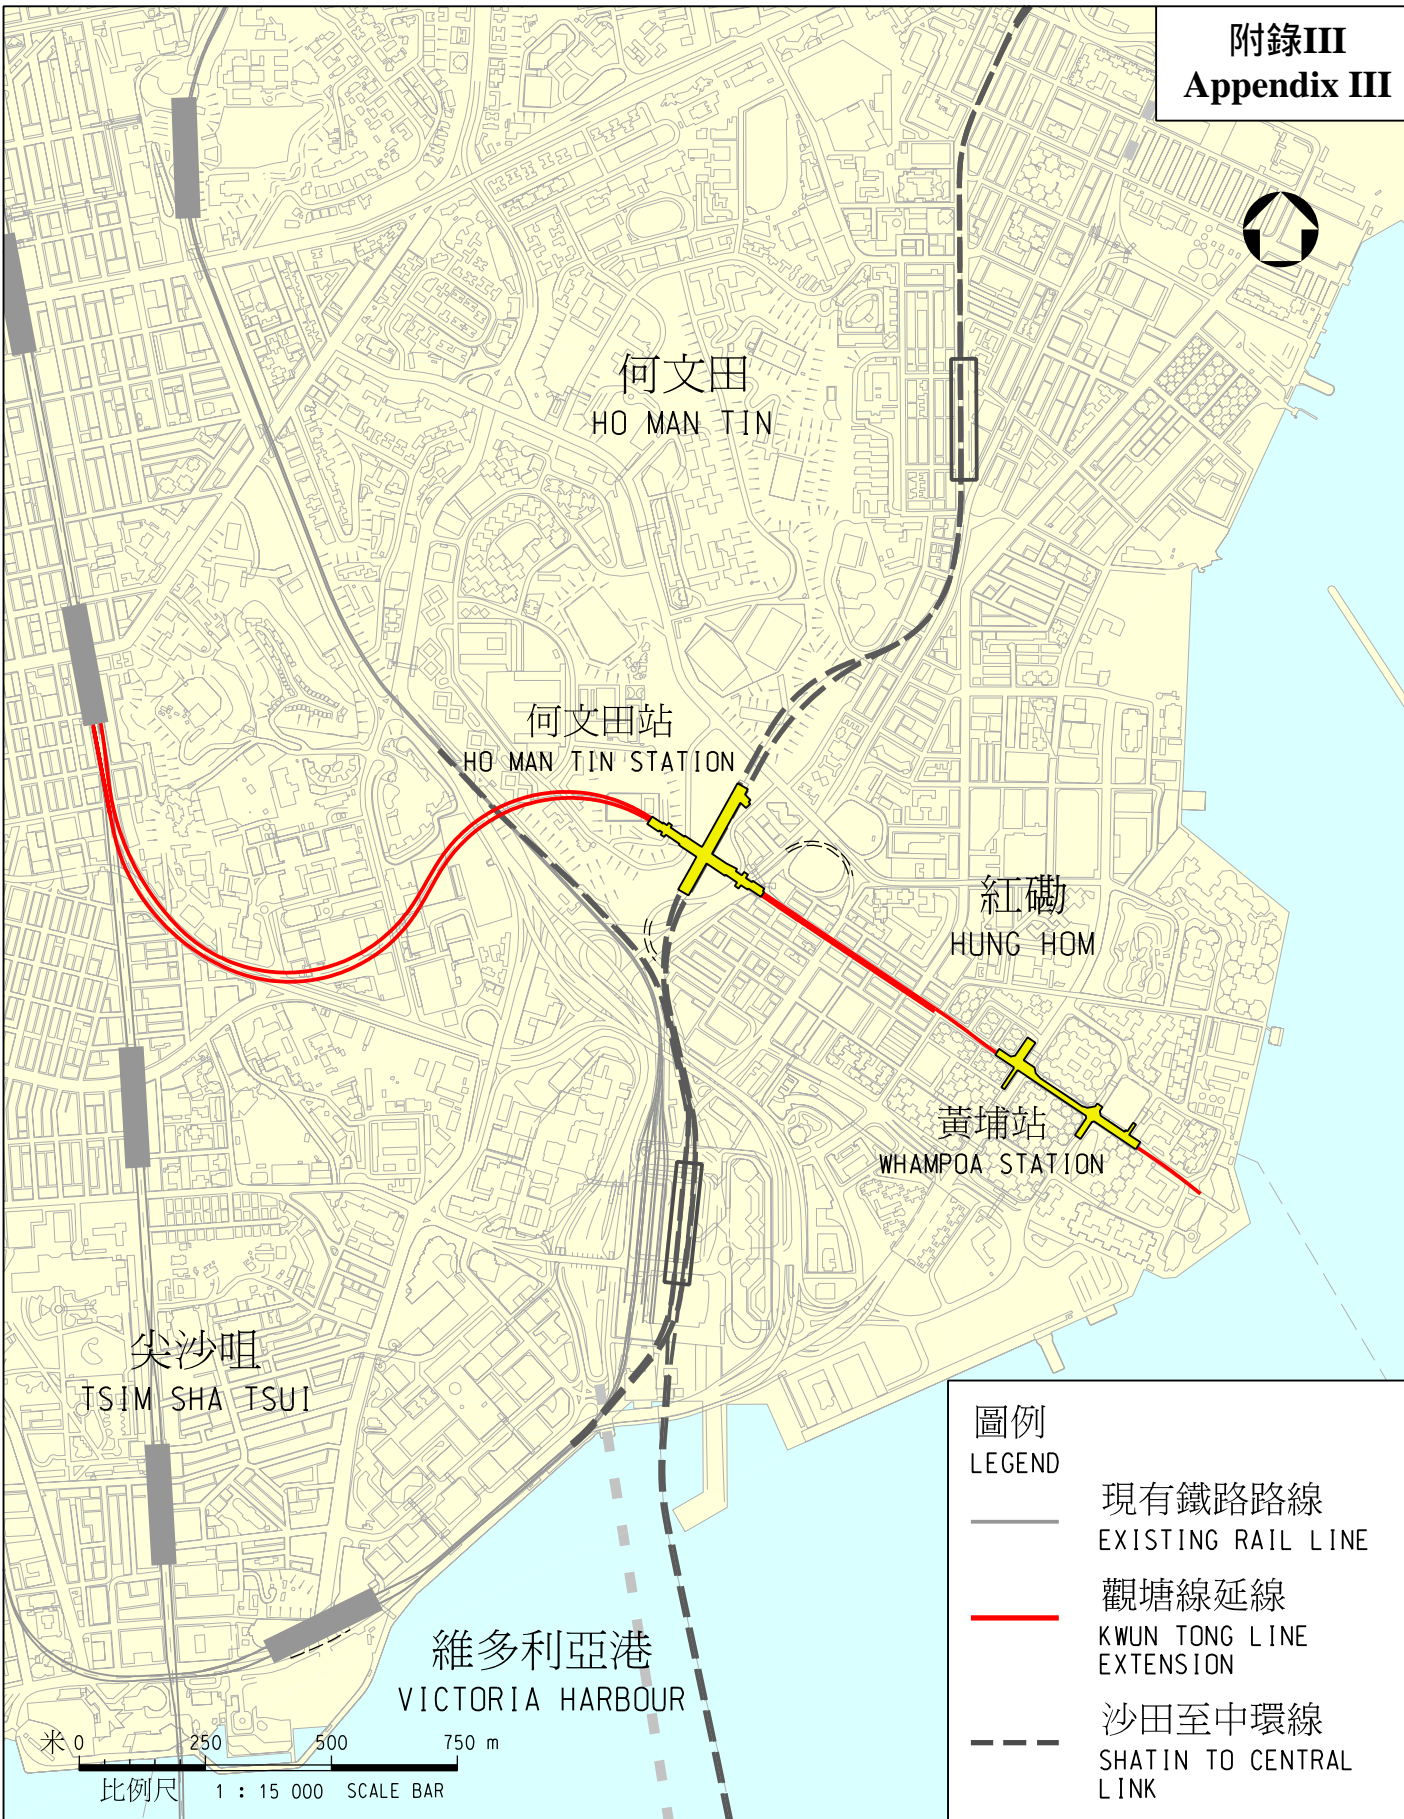 附錄III
Appendix III
何文田
HO MAN TIN
何文田站
HO MAN TIN STATION
紅磡
HUNG HOM
黃埔站
WHAMPOA STATION
尖沙咀
TSIM SHA TSUI
維多利亞港
VICTORIA HARBOUR
米 0 250 500 750 m
比例尺 1 : 15 000 SCALE BAR
圖例
LEGEND
現有鐵路路線
EXISTING RAIL LINE
觀塘線延線
KWUN TONG LINE
EXTENSION
沙田至中環線
SHATIN TO CENTRAL
LINK